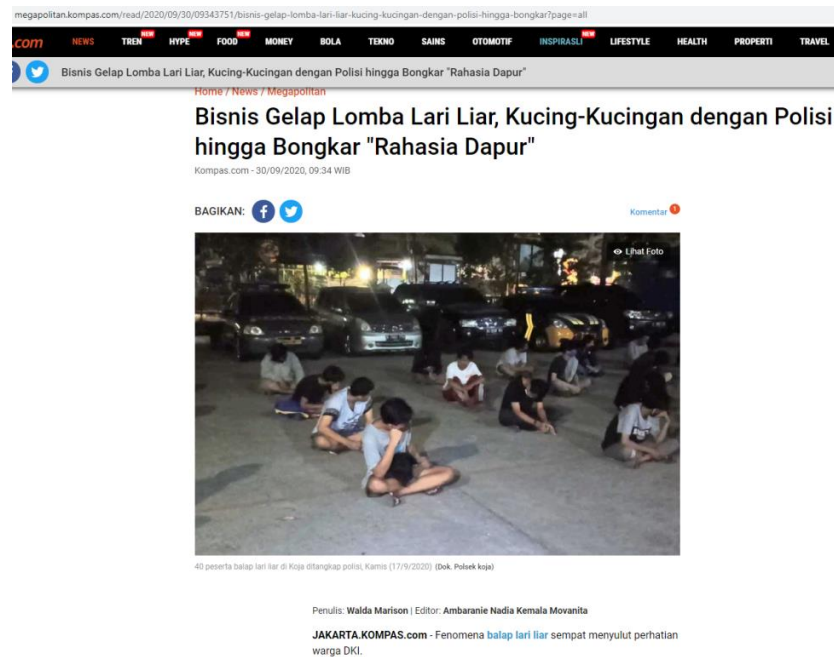 megapolitan.kompas.com/read/2020/09/30/09343751/bisnis-gelap-lomba-lari-liar-kucing-kucingan-dengan-polisi-hingga-bongkar?page=all
.com NEWS TREN NEW HYPE NEW FOOD NEW MONEY BOLA TEKNO SAINS OTOMOTIF INSPIRASLI NEW LIFESTYLE HEALTH PROPERTI TRAVEL
Bisnis Gelap Lomba Lari Liar, Kucing-Kucingan dengan Polisi hingga Bongkar "Rahasia Dapur"
Home / News / Megapolitan
Bisnis Gelap Lomba Lari Liar, Kucing-Kucingan dengan Polisi
hingga Bongkar "Rahasia Dapur"
Kompas.com - 30/09/2020, 09:34 WIB
BAGIKAN:
Komentar 1
Lihat Foto
40 peserta balap lari liar di Koja ditangkap polisi, Kamis (17/9/2020) (Dok. Polsek koja)
Penulis: Walda Marison | Editor: Ambaranie Nadia Kemala Movanita
JAKARTA.KOMPAS.com - Fenomena balap lari liar sempat menyulut perhatian
warga DKI.